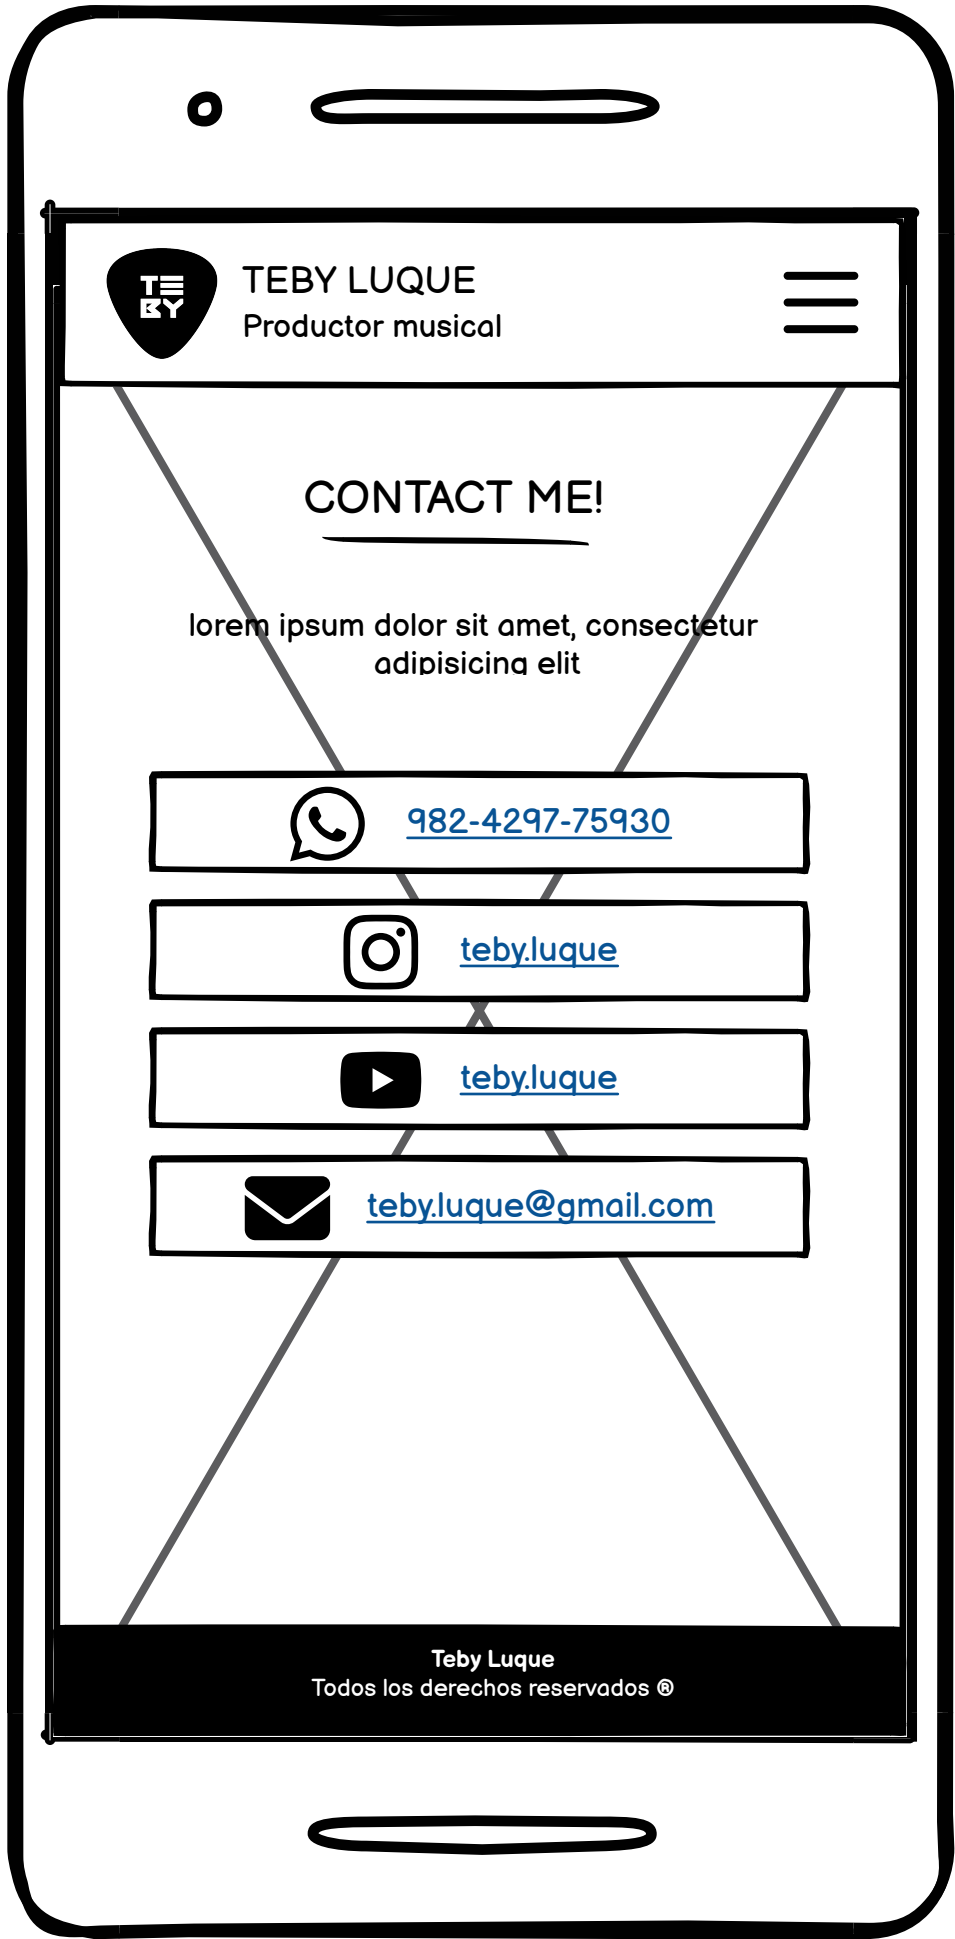 TE
BY
TEBY LUQUE
Productor musical
CONTACT ME!
lorem ipsum dolor sit amet, consectetur
adipisicing elit
982-4297-75930
teby.luque
teby.luque
teby.luque@gmail.com
Teby Luque
Todos los derechos reservados ®